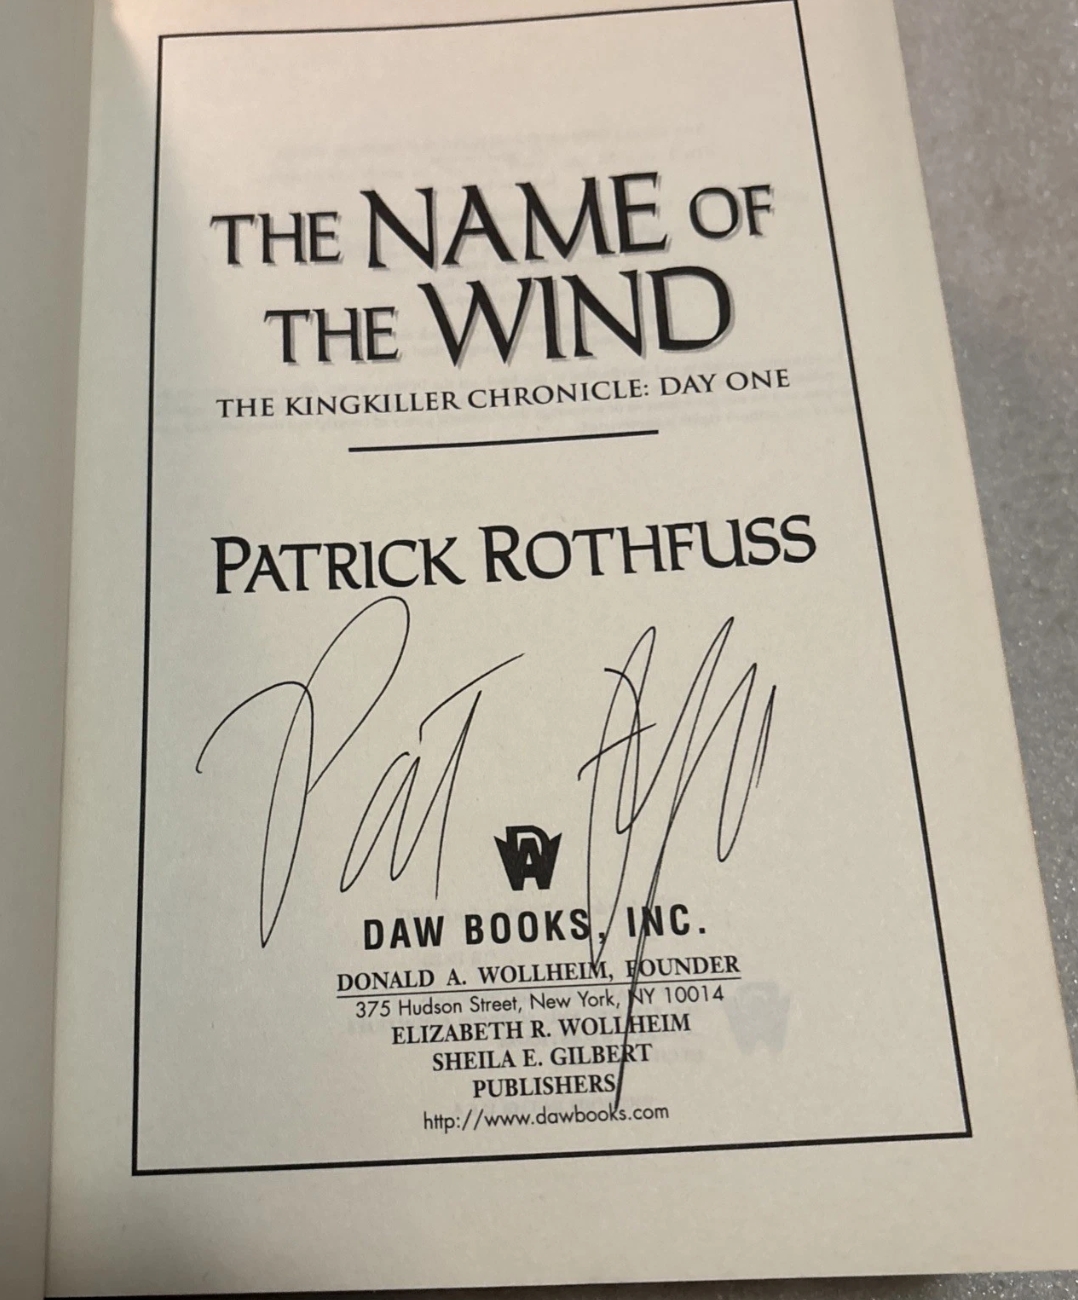 THE NAME OF
THE WIND
THE KINGKILLER CHRONICLE: DAY ONE
PATRICK ROTHFUSS
Pat
DAW
DAW BOOKS, INC.
DONALD A. WOLLHEIM, FOUNDER
375 Hudson Street, New York, NY 10014
ELIZABETH R. WOLLHEIM
SHEILA E. GILBERT
PUBLISHERS
http://www.dawbooks.com